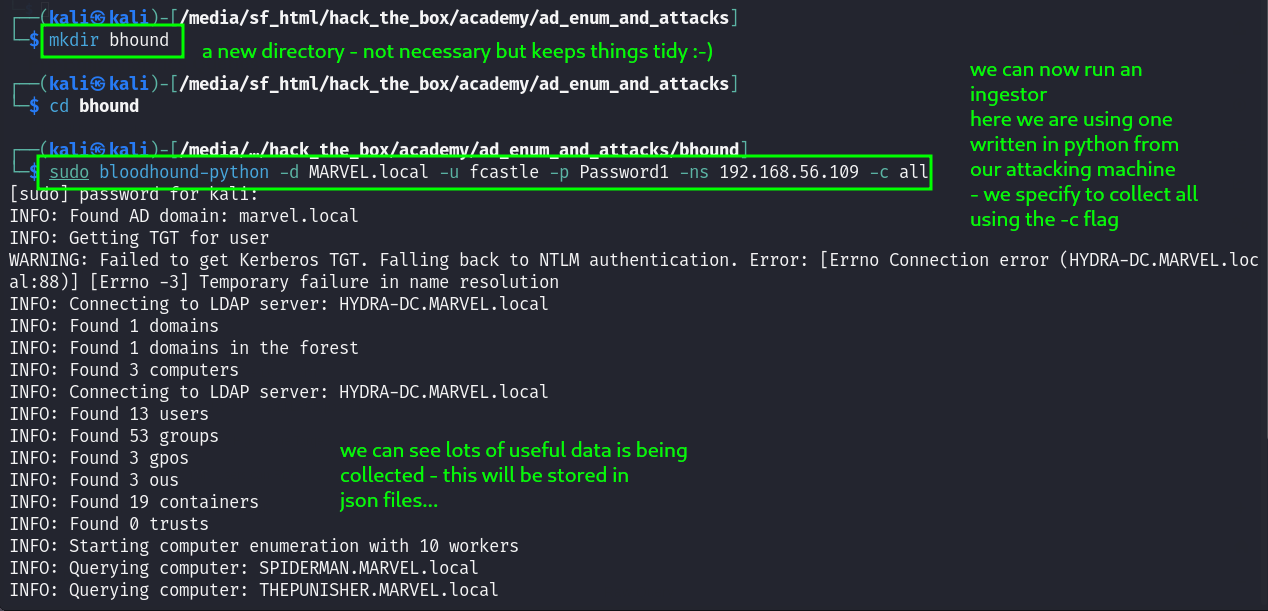 ┌──(kali㉿kali)-[/media/sf_html/hack_the_box/academy/ad_enum_and_attacks]
└─$ mkdir bhound
a new directory - not necessary but keeps things tidy :-)
┌──(kali㉿kali)-[/media/sf_html/hack_the_box/academy/ad_enum_and_attacks]
└─$ cd bhound
we can now run an
ingestor
here we are using one
written in python from
our attacking machine
- we specify to collect all
using the -c flag
┌──(kali㉿kali)-[/media/…/hack_the_box/academy/ad_enum_and_attacks/bhound]
└─$ sudo bloodhound-python -d MARVEL.local -u fcastle -p Password1 -ns 192.168.56.109 -c all
[sudo] password for kali:
INFO: Found AD domain: marvel.local
INFO: Getting TGT for user
WARNING: Failed to get Kerberos TGT. Falling back to NTLM authentication. Error: [Errno Connection error (HYDRA-DC.MARVEL.loc
al:88)] [Errno -3] Temporary failure in name resolution
INFO: Connecting to LDAP server: HYDRA-DC.MARVEL.local
INFO: Found 1 domains
INFO: Found 1 domains in the forest
INFO: Found 3 computers
INFO: Connecting to LDAP server: HYDRA-DC.MARVEL.local
INFO: Found 13 users
INFO: Found 53 groups
INFO: Found 3 gpos
INFO: Found 3 ous
INFO: Found 19 containers
INFO: Found 0 trusts
we can see lots of useful data is being
collected - this will be stored in
json files...
INFO: Starting computer enumeration with 10 workers
INFO: Querying computer: SPIDERMAN.MARVEL.local
INFO: Querying computer: THEPUNISHER.MARVEL.local